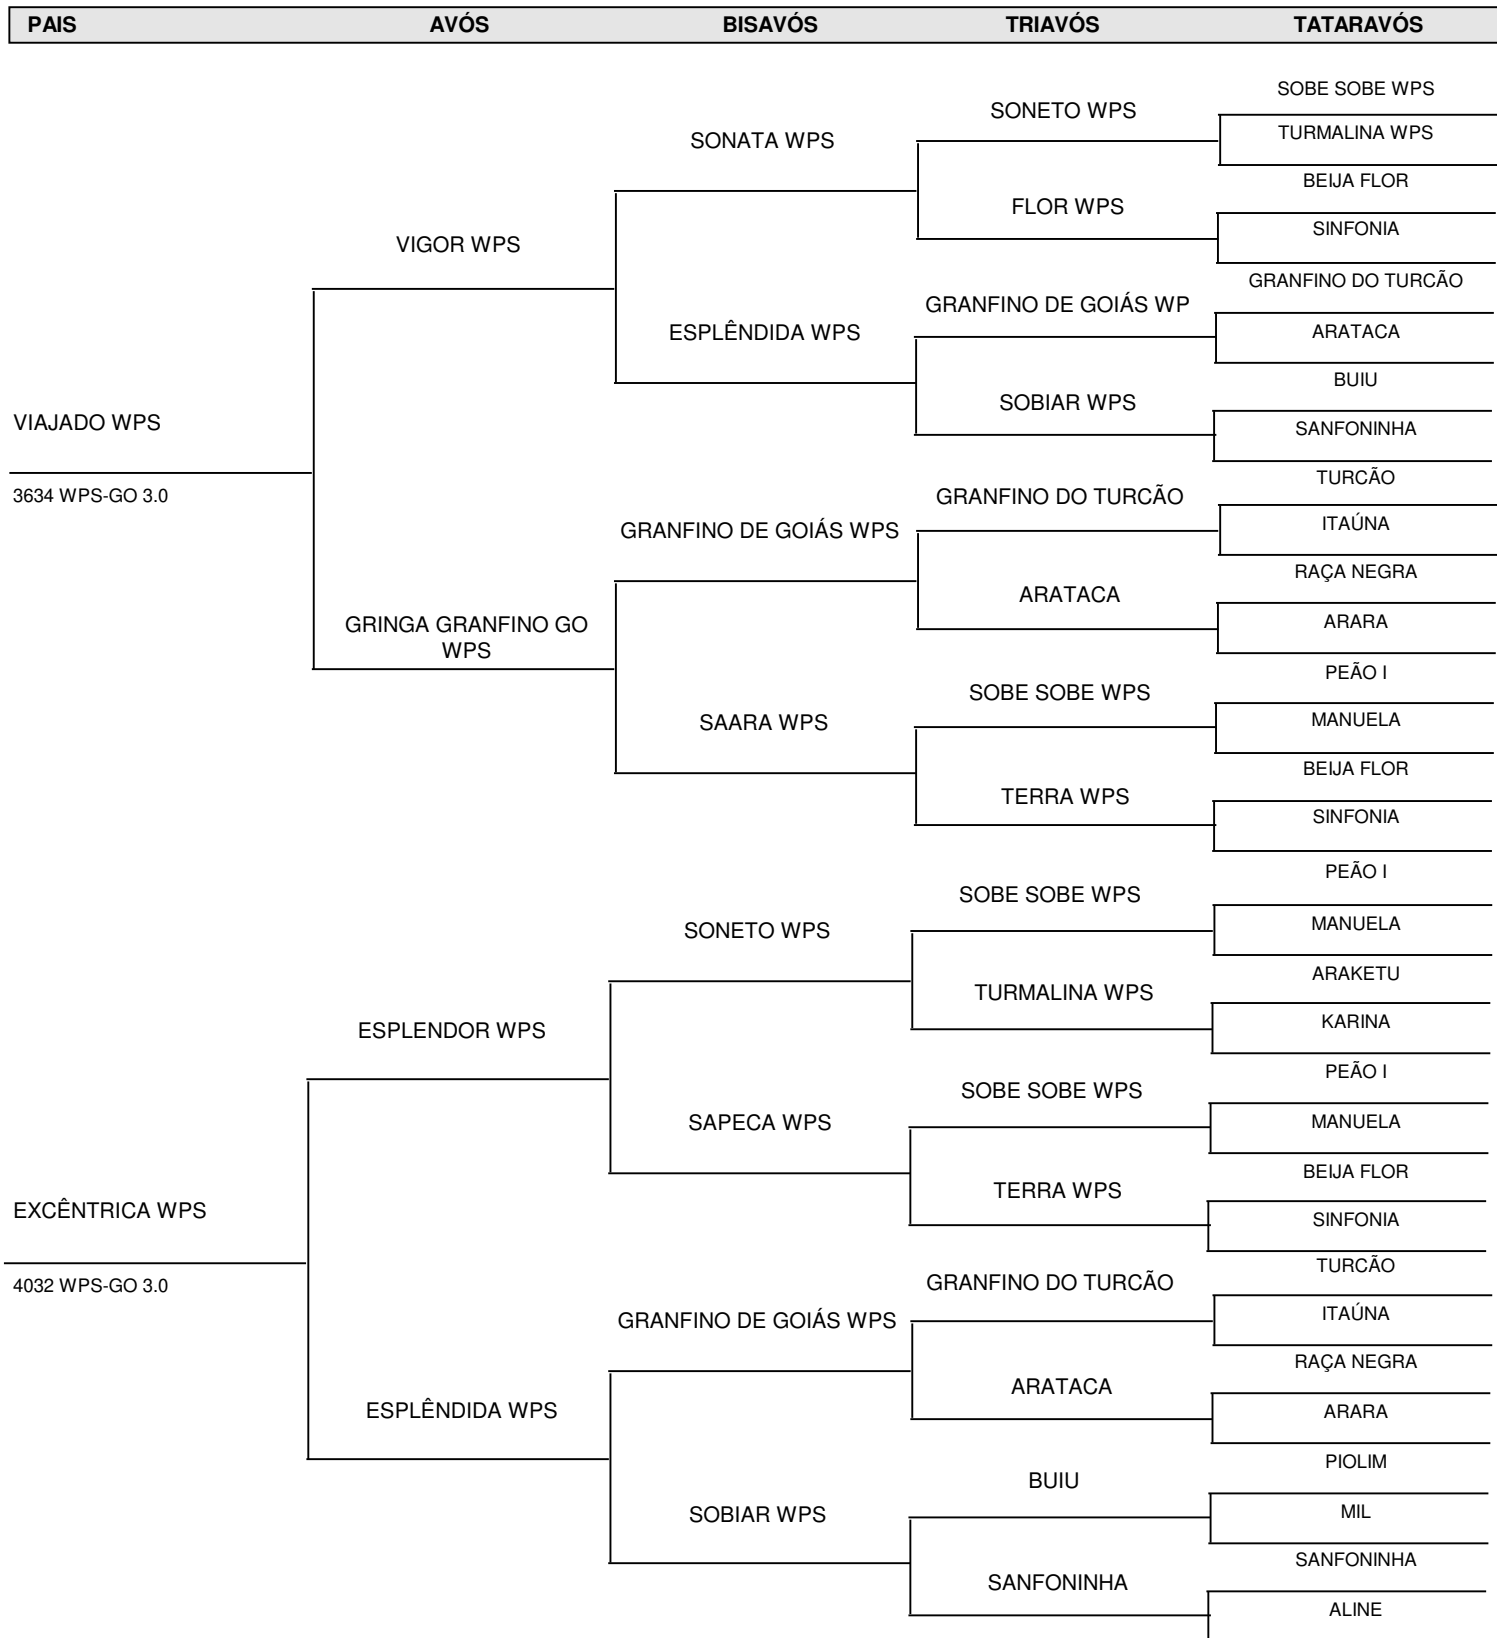 PAIS AVÓS BISAVÓS TRIAVÓS TATARAVÓS
SOBE SOBE WPS
SONETO WPS
TURMALINA WPS
SONATA WPS
BEIJA FLOR
FLOR WPS
SINFONIA
VIGOR WPS
GRANFINO DO TURCÃO
GRANFINO DE GOIÁS WP
ARATACA
ESPLÊNDIDA WPS
BUIU
SOBIAR WPS
SANFONINHA
VIAJADO WPS
3634 WPS-GO 3.0
TURCÃO
GRANFINO DO TURCÃO
ITAÚNA
GRANFINO DE GOIÁS WPS
RAÇA NEGRA
ARATACA
ARARA
GRINGA GRANFINO GO
WPS
PEÃO I
SOBE SOBE WPS
MANUELA
SAARA WPS
BEIJA FLOR
TERRA WPS
SINFONIA
PEÃO I
SOBE SOBE WPS
MANUELA
SONETO WPS
ARAKETU
TURMALINA WPS
KARINA
ESPLENDOR WPS
PEÃO I
SOBE SOBE WPS
MANUELA
SAPECA WPS
BEIJA FLOR
TERRA WPS
SINFONIA
EXCÊNTRICA WPS
4032 WPS-GO 3.0
TURCÃO
GRANFINO DO TURCÃO
ITAÚNA
GRANFINO DE GOIÁS WPS
RAÇA NEGRA
ARATACA
ARARA
ESPLÊNDIDA WPS
PIOLIM
BUIU
MIL
SOBIAR WPS
SANFONINHA
SANFONINHA
ALINE